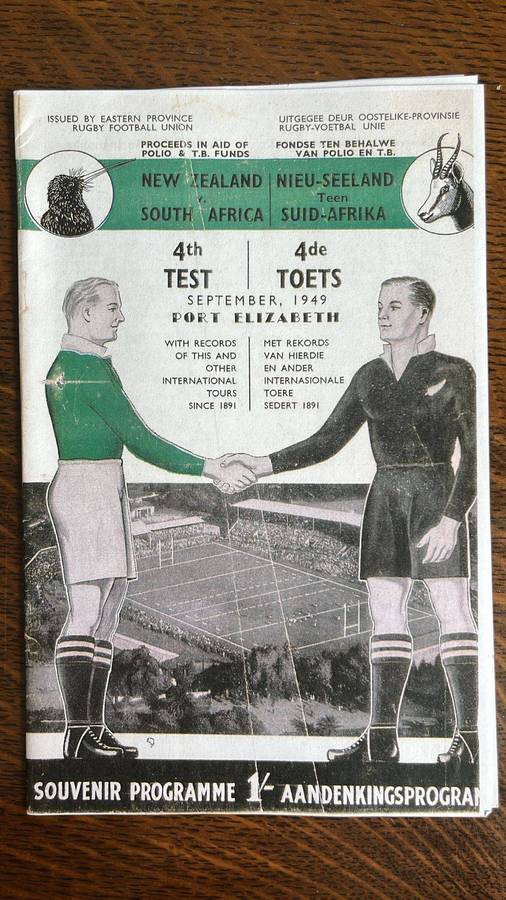 ISSUED BY EASTERN PROVINCE
RUGBY FOOTBALL UNION
UITGEGEE DEUR OOSTELIKE-PROVINSIE
RUGBY-VOETBAL UNIE
PROCEEDS IN AID OF
POLIO & T.B. FUNDS
FONDSE TEN BEHALWE
VAN POLIO EN T.B.
NEW ZEALAND
v.
SOUTH AFRICA
NIEU-SEELAND
Teen
SUID-AFRIKA
4th
TEST
4de
TOETS
SEPTEMBER, 1949
PORT ELIZABETH
WITH RECORDS
OF THIS AND
OTHER
INTERNATIONAL
TOURS
SINCE 1891
MET REKORDS
VAN HIERDIE
EN ANDER
INTERNASIONALE
TOERE
SEDERT 1891
SOUVENIR PROGRAMME 1/- AANDENKINGSPROGRAM